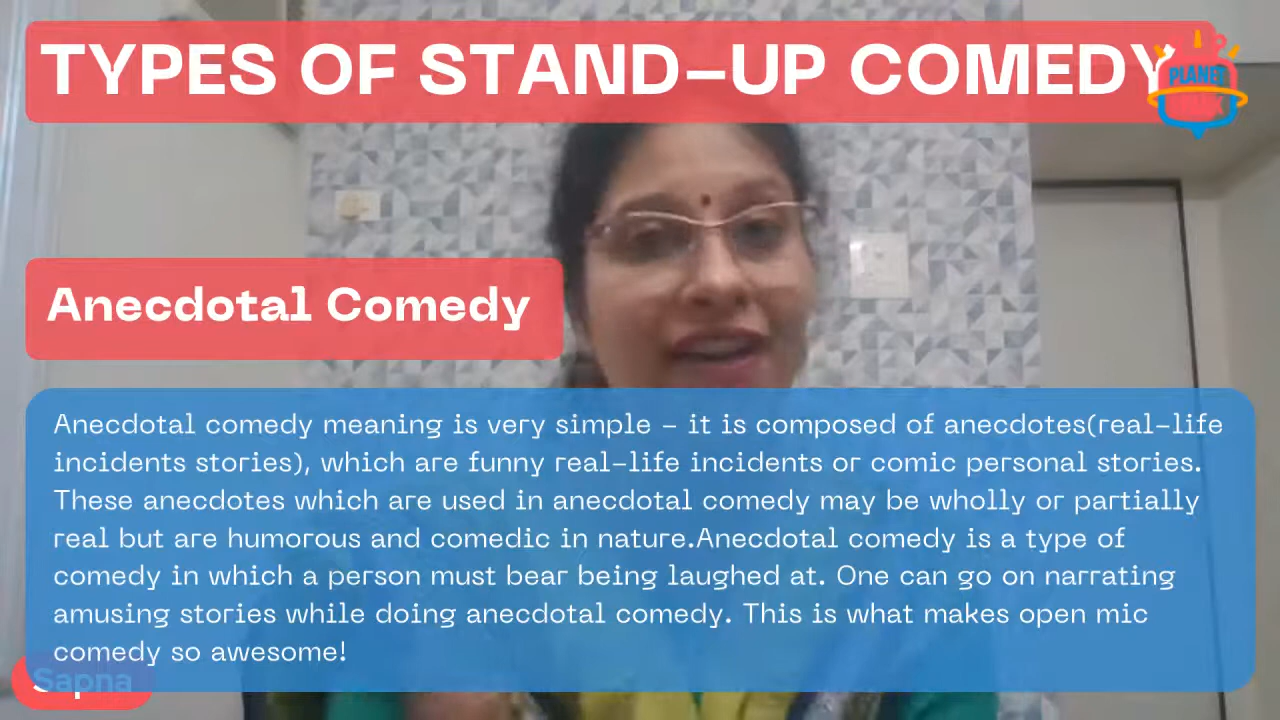 TYPES OF STAND-UP COMEDY
PLANET
Anecdotal Comedy
Anecdotal comedy meaning is very simple - it is composed of anecdotes(real-life
incidents stories), which are funny real-life incidents or comic personal stories.
These anecdotes which are used in anecdotal comedy may be wholly or partially
real but are humorous and comedic in nature.Anecdotal comedy is a type of
comedy in which a person must bear being laughed at. One can go on narrating
amusing stories while doing anecdotal comedy. This is what makes open mic
comedy so awesome!
Sapna